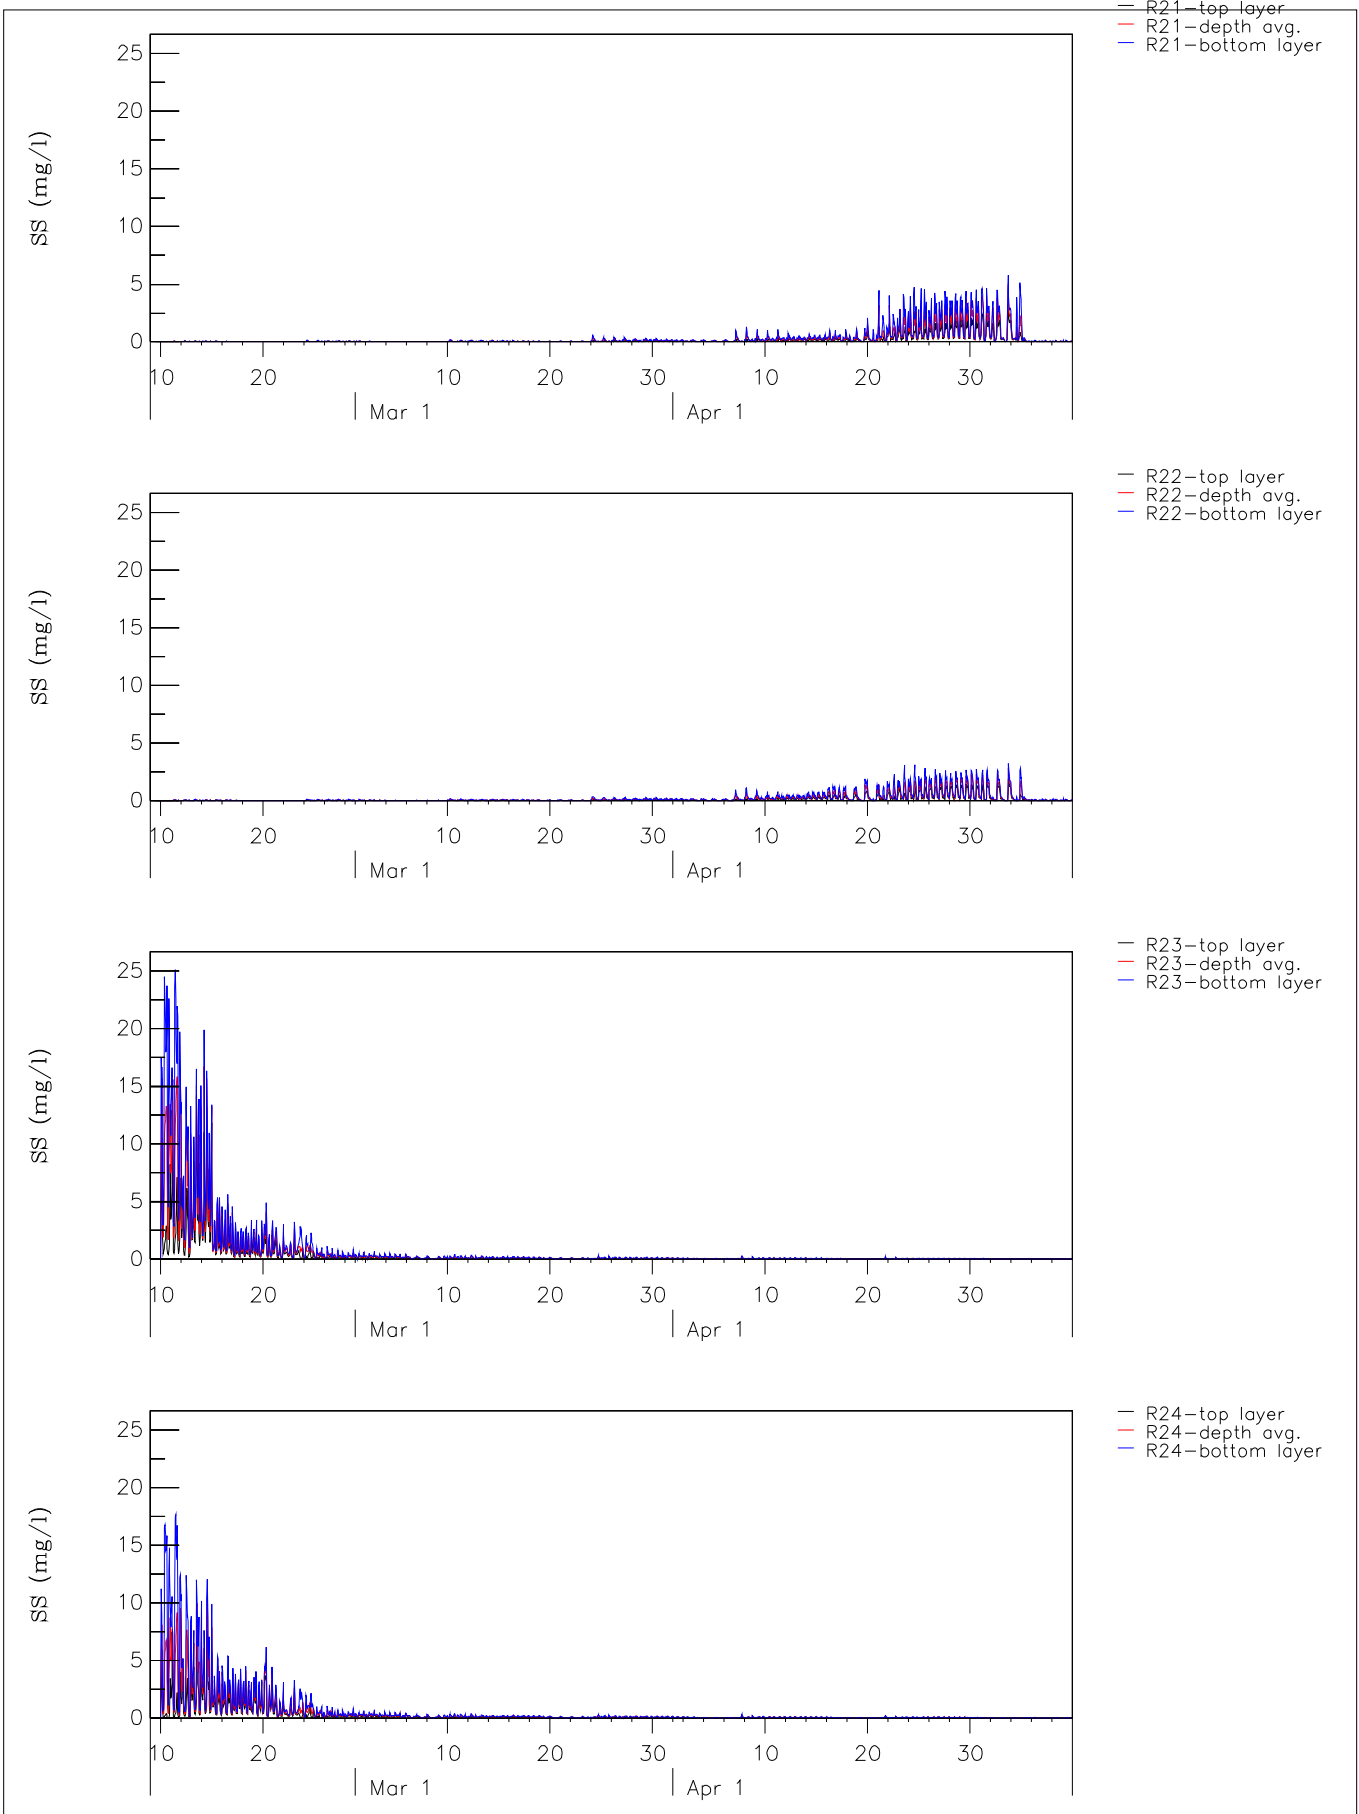 R21-top layer
R21-depth avg.
R21-bottom layer
25
20
15
10
5
0
SS (mg/l)
10 20 10 20 30 10 20 30
Mar 1 Apr 1
R22-top layer
R22-depth avg.
R22-bottom layer
25
20
15
10
5
0
SS (mg/l)
10 20 10 20 30 10 20 30
Mar 1 Apr 1
R23-top layer
R23-depth avg.
R23-bottom layer
25
20
15
10
5
0
SS (mg/l)
10 20 10 20 30 10 20 30
Mar 1 Apr 1
R24-top layer
R24-depth avg.
R24-bottom layer
25
20
15
10
5
0
SS (mg/l)
10 20 10 20 30 10 20 30
Mar 1 Apr 1